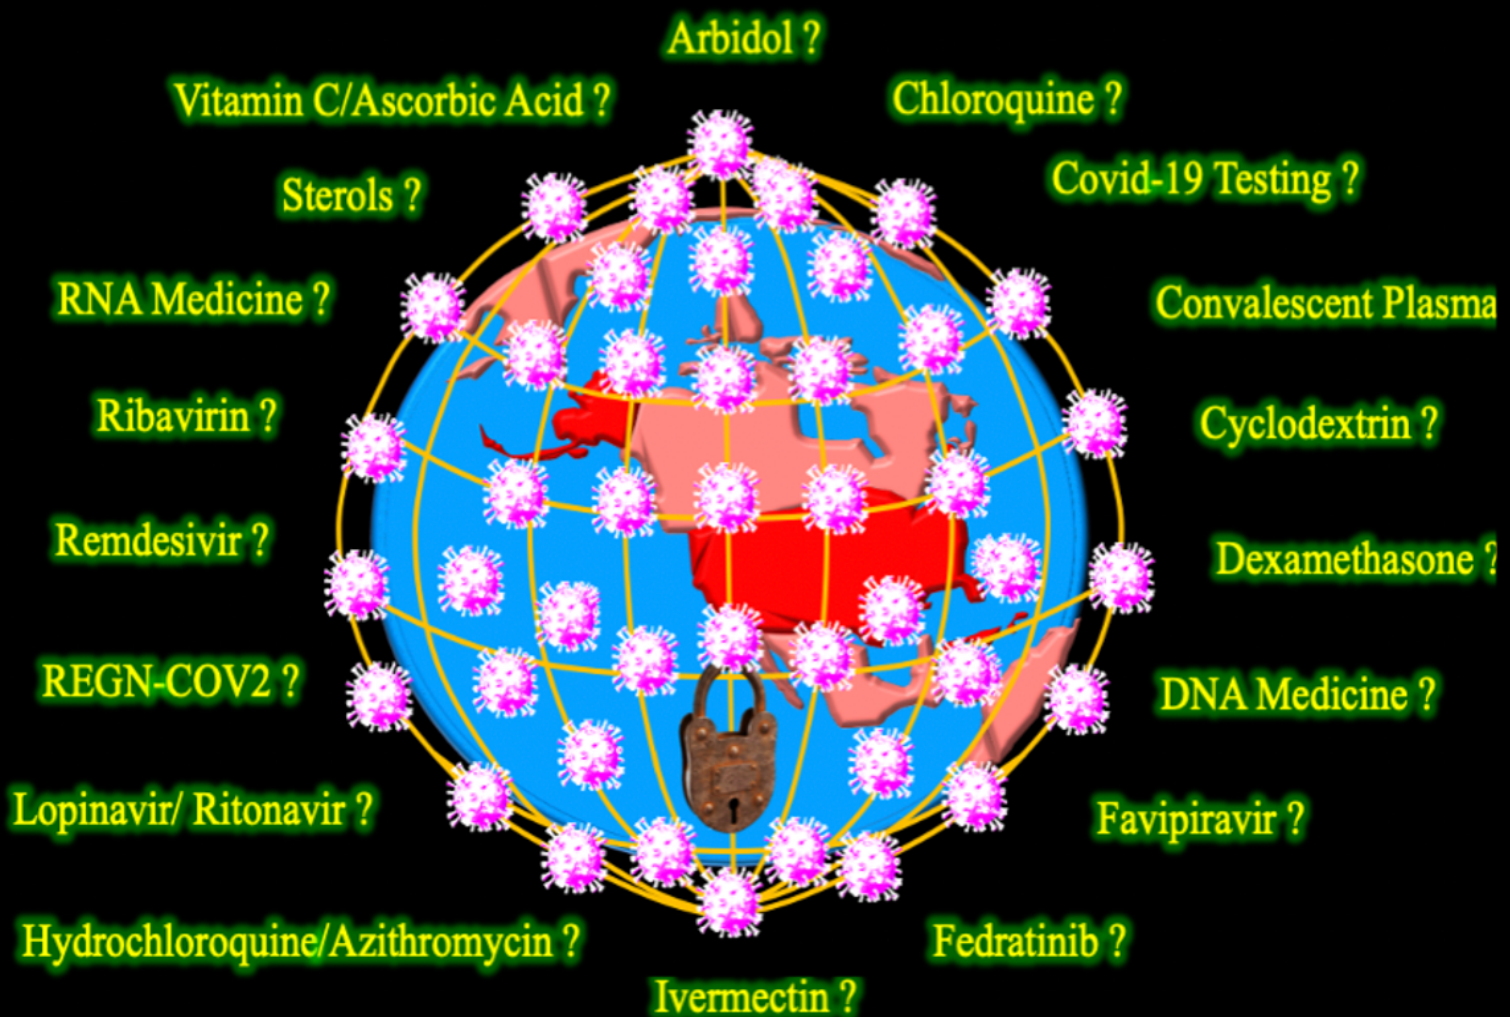 Arbidol ?
Vitamin C/Ascorbic Acid ?
Chloroquine ?
Sterols ?
Covid-19 Testing ?
RNA Medicine ?
Convalescent Plasma
Ribavirin ?
Cyclodextrin ?
Remdesivir ?
Dexamethasone ?
REGN-COV2 ?
DNA Medicine ?
Lopinavir/ Ritonavir ?
Favipiravir ?
Hydrochloroquine/Azithromycin ?
Fedratinib ?
Ivermectin ?